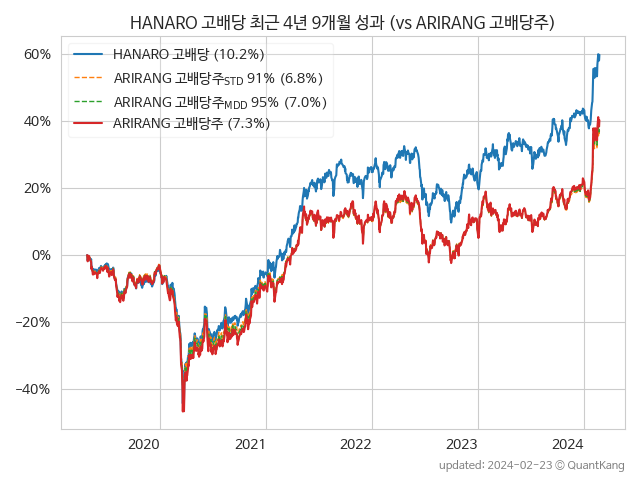 HANARO 고배당 최근 4년 9개월 성과 (vs ARIRANG 고배당주)
HANARO 고배당 (10.2%)
ARIRANG 고배당주STD 91% (6.8%)
ARIRANG 고배당주MDD 95% (7.0%)
ARIRANG 고배당주 (7.3%)
60%
40%
20%
0%
−20%
−40%
2020 2021 2022 2023 2024
updated: 2024-02-23 ⓒ QuantKang